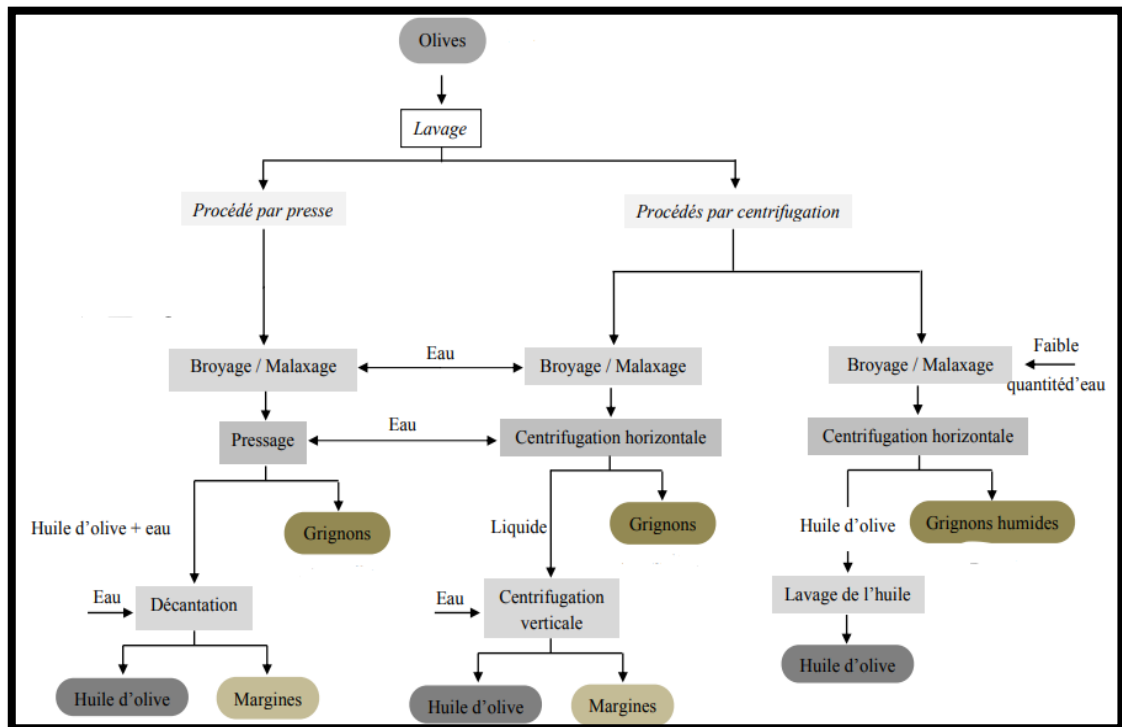 Olives
Lavage
Procédé par presse
Procédés par centrifugation
Broyage / Malaxage
Eau
Broyage / Malaxage
Broyage / Malaxage
Faible
quantitéd’eau
Pressage
Eau
Centrifugation horizontale
Centrifugation horizontale
Huile d’olive + eau
Grignons
Liquide
Grignons
Huile d’olive
Grignons humides
Eau
Décantation
Eau
Centrifugation
verticale
Lavage de l’huile
Huile d’olive
Margines
Huile d’olive
Margines
Huile d’olive